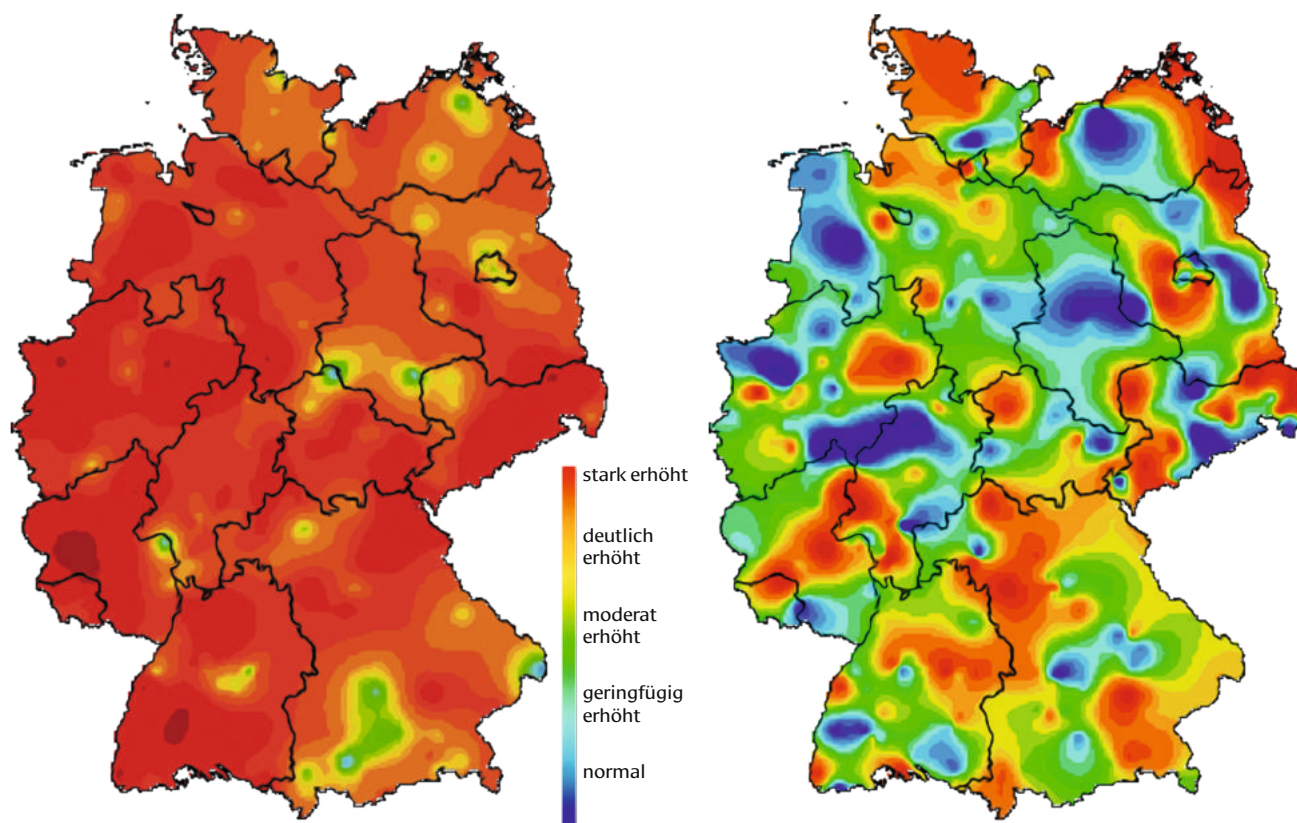 stark erhöht
deutlich
erhöht
moderat
erhöht
geringfügig
erhöht
normal